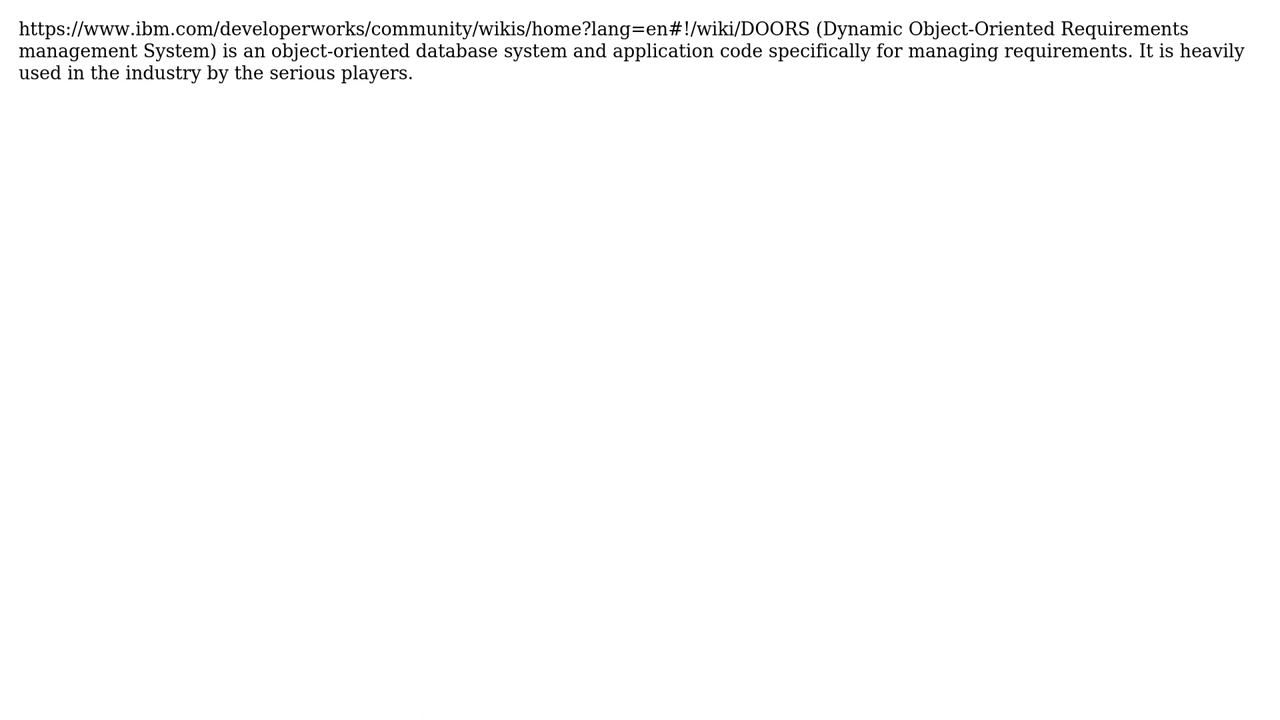 https://www.ibm.com/developerworks/community/wikis/home?lang=en#!/wiki/DOORS (Dynamic Object-Oriented Requirements
management System) is an object-oriented database system and application code specifically for managing requirements. It is heavily
used in the industry by the serious players.